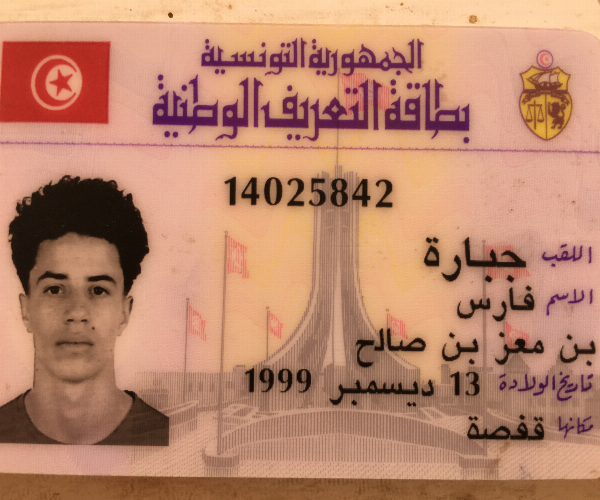 الجمهورية التونسية
بطاقة التعريف الوطنية
14025842
اللقب جبارة
الاسم فارس
بن معز بن صالح
تاريخ الولادة 13 ديسمبر 1999
مكانها قفصة